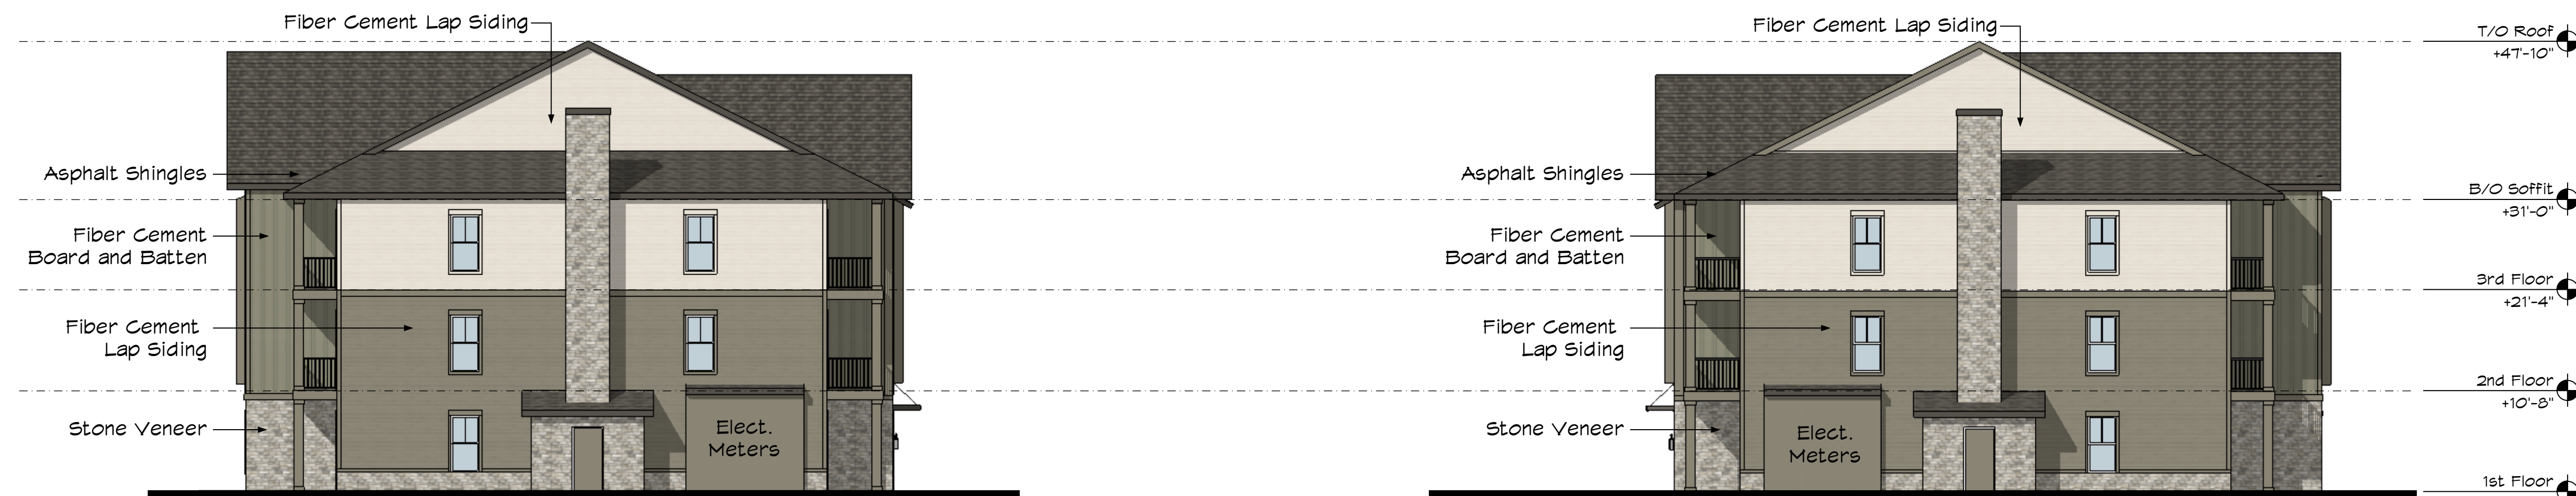 Fiber Cement Lap Siding
Asphalt Shingles
Fiber Cement
Board and Batten
Fiber Cement
Lap Siding
Stone Veneer
Elect.
Meters
Fiber Cement Lap Siding
Asphalt Shingles
Fiber Cement
Board and Batten
Fiber Cement
Lap Siding
Stone Veneer
Elect.
Meters
T/O Roof
+47'-10"
B/O Soffit
+31'-0"
3rd Floor
+21'-4"
2nd Floor
+10'-8"
1st Floor